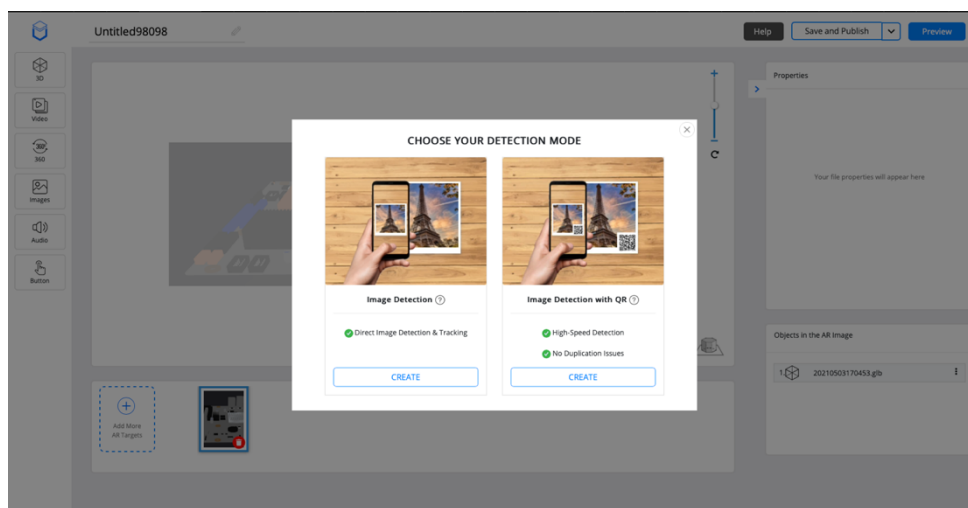 Untitled98098
Help
Save and Publish
Preview
3D
Video
360
Images
Audio
Button
CHOOSE YOUR DETECTION MODE
Image Detection ?
Direct Image Detection & Tracking
CREATE
Image Detection with QR ?
High-Speed Detection
No Duplication Issues
CREATE
Add More
AR Targets
Properties
Your file properties will appear here
Objects in the AR Image
1. 20210503170453.glb